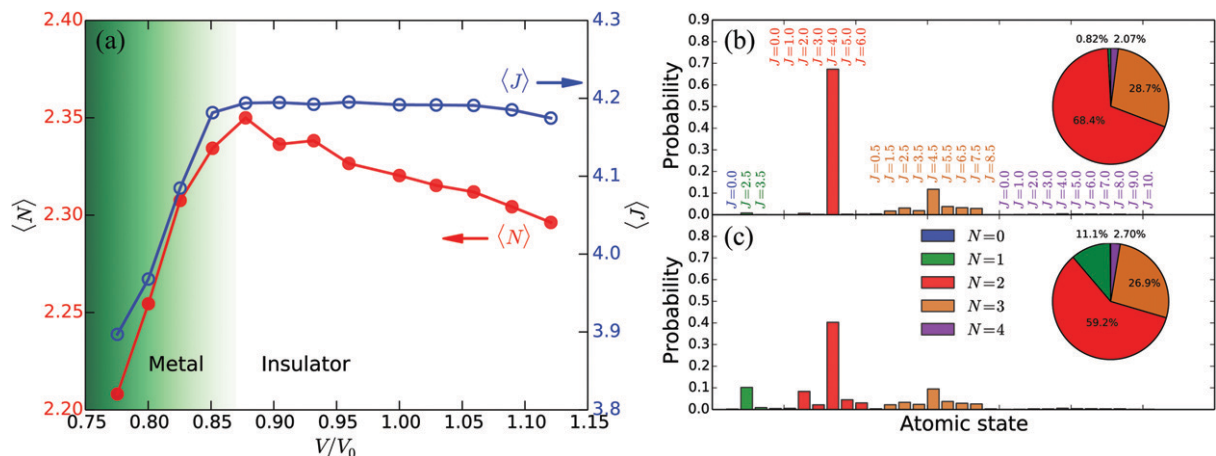 (a)
⟨N⟩
2.40
2.35
2.30
2.25
2.20
4.3
4.2
4.1
4.0
3.9
3.8
⟨J⟩
⟨J⟩
⟨N⟩
Metal
Insulator
0.75 0.80 0.85 0.90 0.95 1.00 1.05 1.10 1.15
V/V₀
(b)
Probability
0.9
0.8
0.7
0.6
0.5
0.4
0.3
0.2
0.1
0.0
J=0.0
J=2.5
J=3.5
J=0.0
J=1.0
J=2.0
J=3.0
J=4.0
J=5.0
J=6.0
J=0.5
J=1.5
J=2.5
J=3.5
J=4.5
J=5.5
J=6.5
J=7.5
J=8.5
J=0.0
J=1.0
J=2.0
J=3.0
J=4.0
J=5.0
J=6.0
J=7.0
J=8.0
J=9.0
J=10.
0.82%
2.07%
28.7%
68.4%
(c)
Probability
0.8
0.7
0.6
0.5
0.4
0.3
0.2
0.1
0.0
N=0
N=1
N=2
N=3
N=4
11.1%
2.70%
26.9%
59.2%
Atomic state